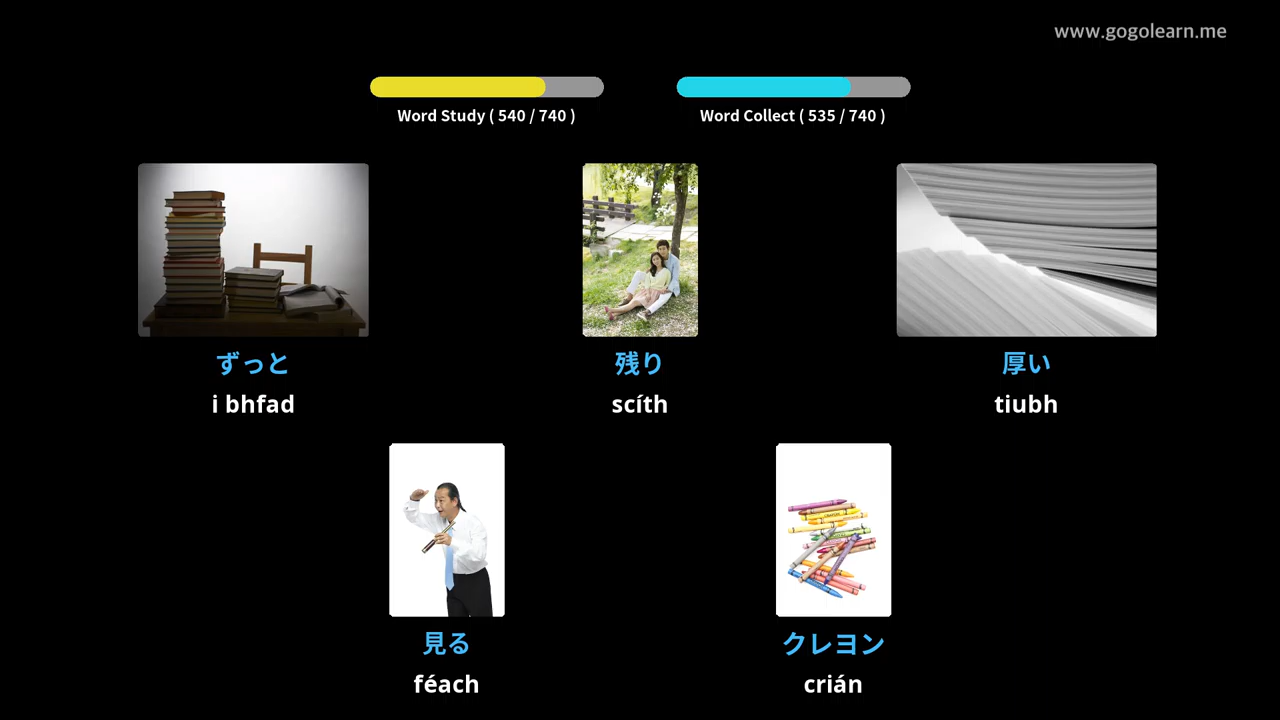 www.gogolearn.me
Word Study ( 540 / 740 )
Word Collect ( 535 / 740 )
ずっと
i bhfad
残り
scíth
厚い
tiubh
見る
féach
クレヨン
crián